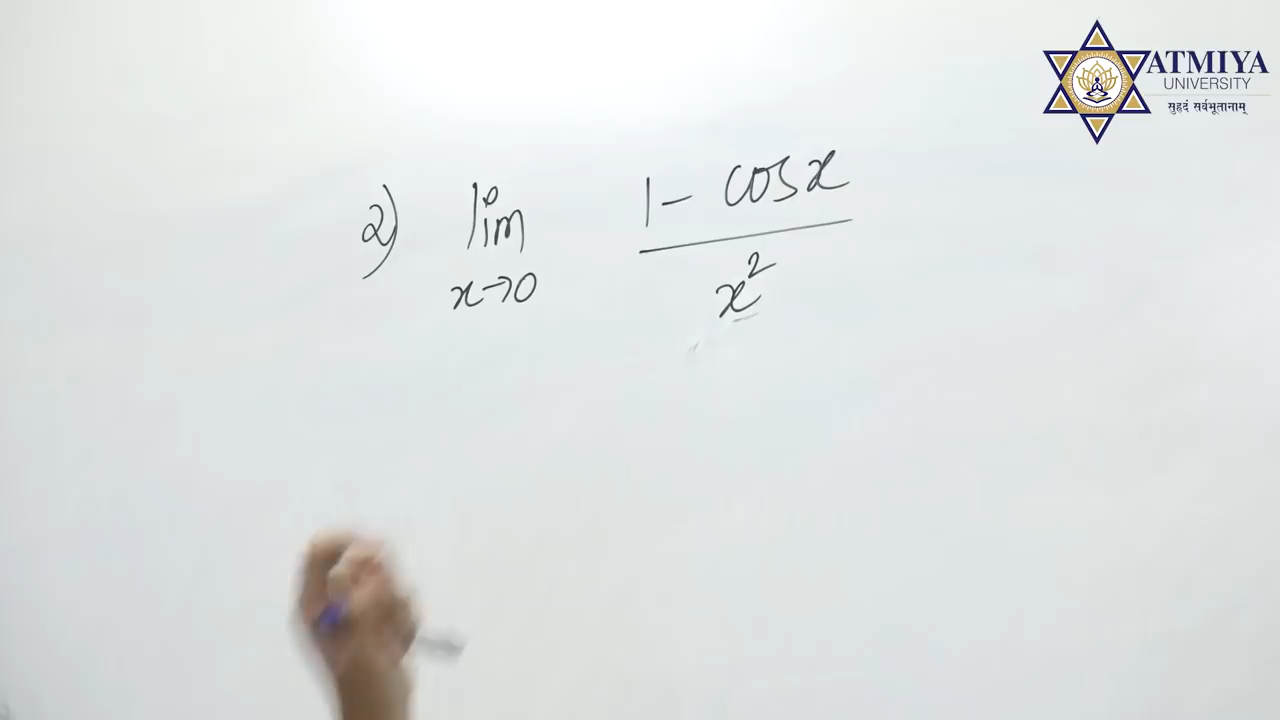 ATMIYA
UNIVERSITY
सुहृदं सर्वभूतानाम्
2) lim x→0 (1 - cos x) / x²